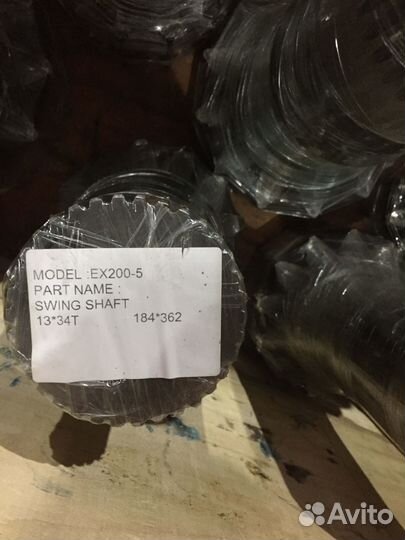 MODEL :EX200-5
PART NAME :
SWING SHAFT
13*34T 184*362
Avito